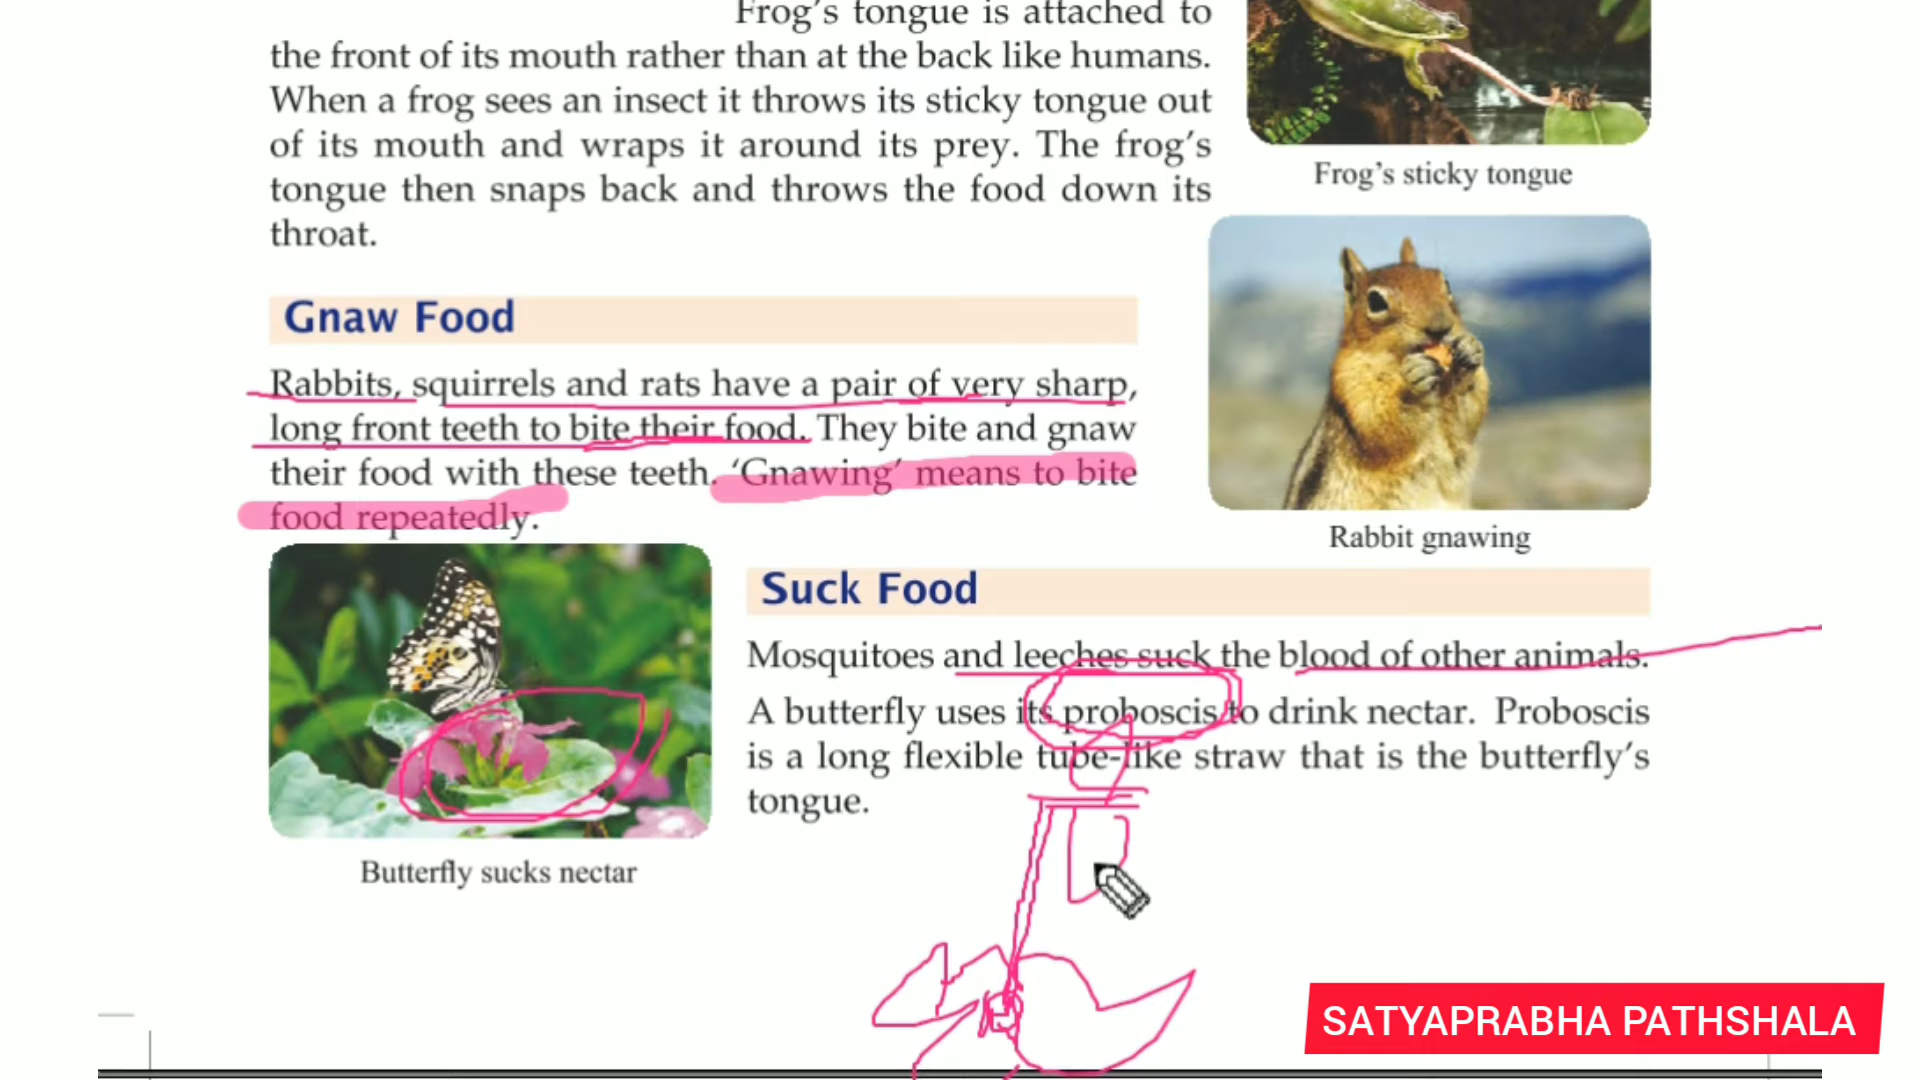 Frog's tongue is attached to
the front of its mouth rather than at the back like humans.
When a frog sees an insect it throws its sticky tongue out
of its mouth and wraps it around its prey. The frog's
tongue then snaps back and throws the food down its
throat.
Frog's sticky tongue
Gnaw Food
Rabbits, squirrels and rats have a pair of very sharp,
long front teeth to bite their food. They bite and gnaw
their food with these teeth. ‘Gnawing’ means to bite
food repeatedly.
Rabbit gnawing
Butterfly sucks nectar
Suck Food
Mosquitoes and leeches suck the blood of other animals.
A butterfly uses its proboscis to drink nectar. Proboscis
is a long flexible tube-like straw that is the butterfly's
tongue.
SATYAPRABHA PATHSHALA